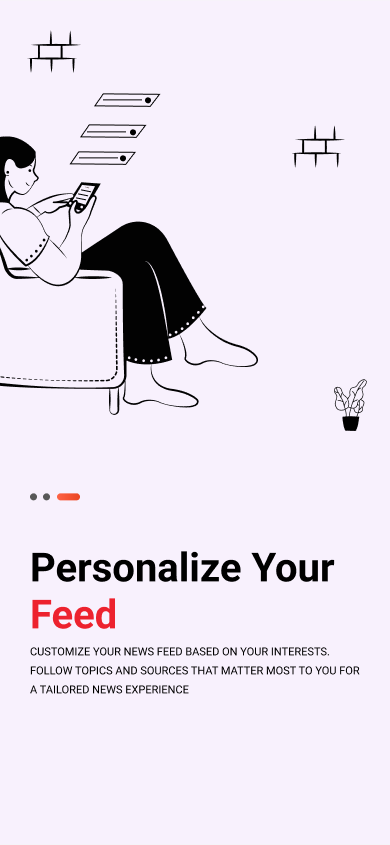 Personalize Your
Feed
CUSTOMIZE YOUR NEWS FEED BASED ON YOUR INTERESTS.
FOLLOW TOPICS AND SOURCES THAT MATTER MOST TO YOU FOR
A TAILORED NEWS EXPERIENCE